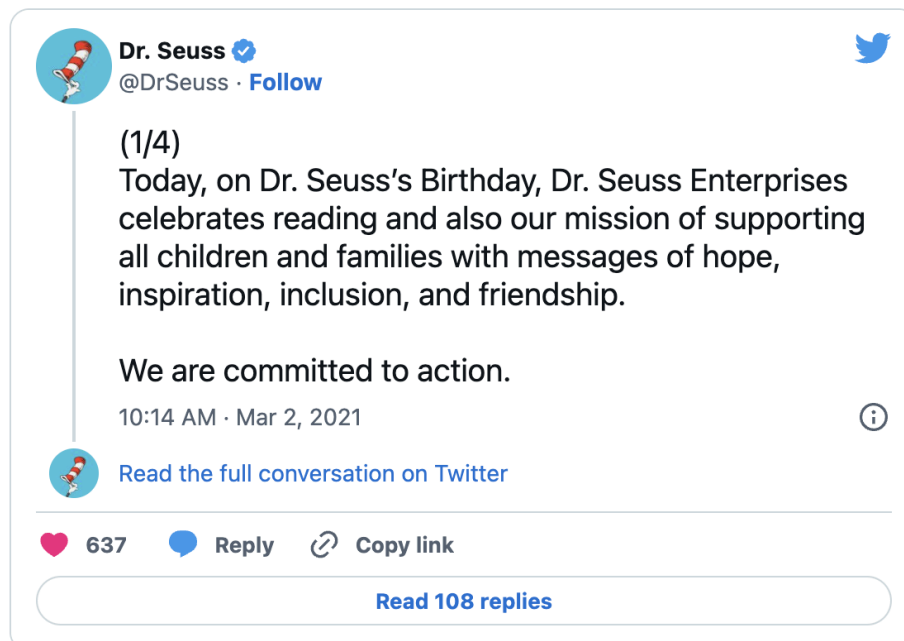 Dr. Seuss
@DrSeuss · Follow
(1/4)
Today, on Dr. Seuss’s Birthday, Dr. Seuss Enterprises
celebrates reading and also our mission of supporting
all children and families with messages of hope,
inspiration, inclusion, and friendship.
We are committed to action.
10:14 AM · Mar 2, 2021
Read the full conversation on Twitter
637 Reply Copy link
Read 108 replies